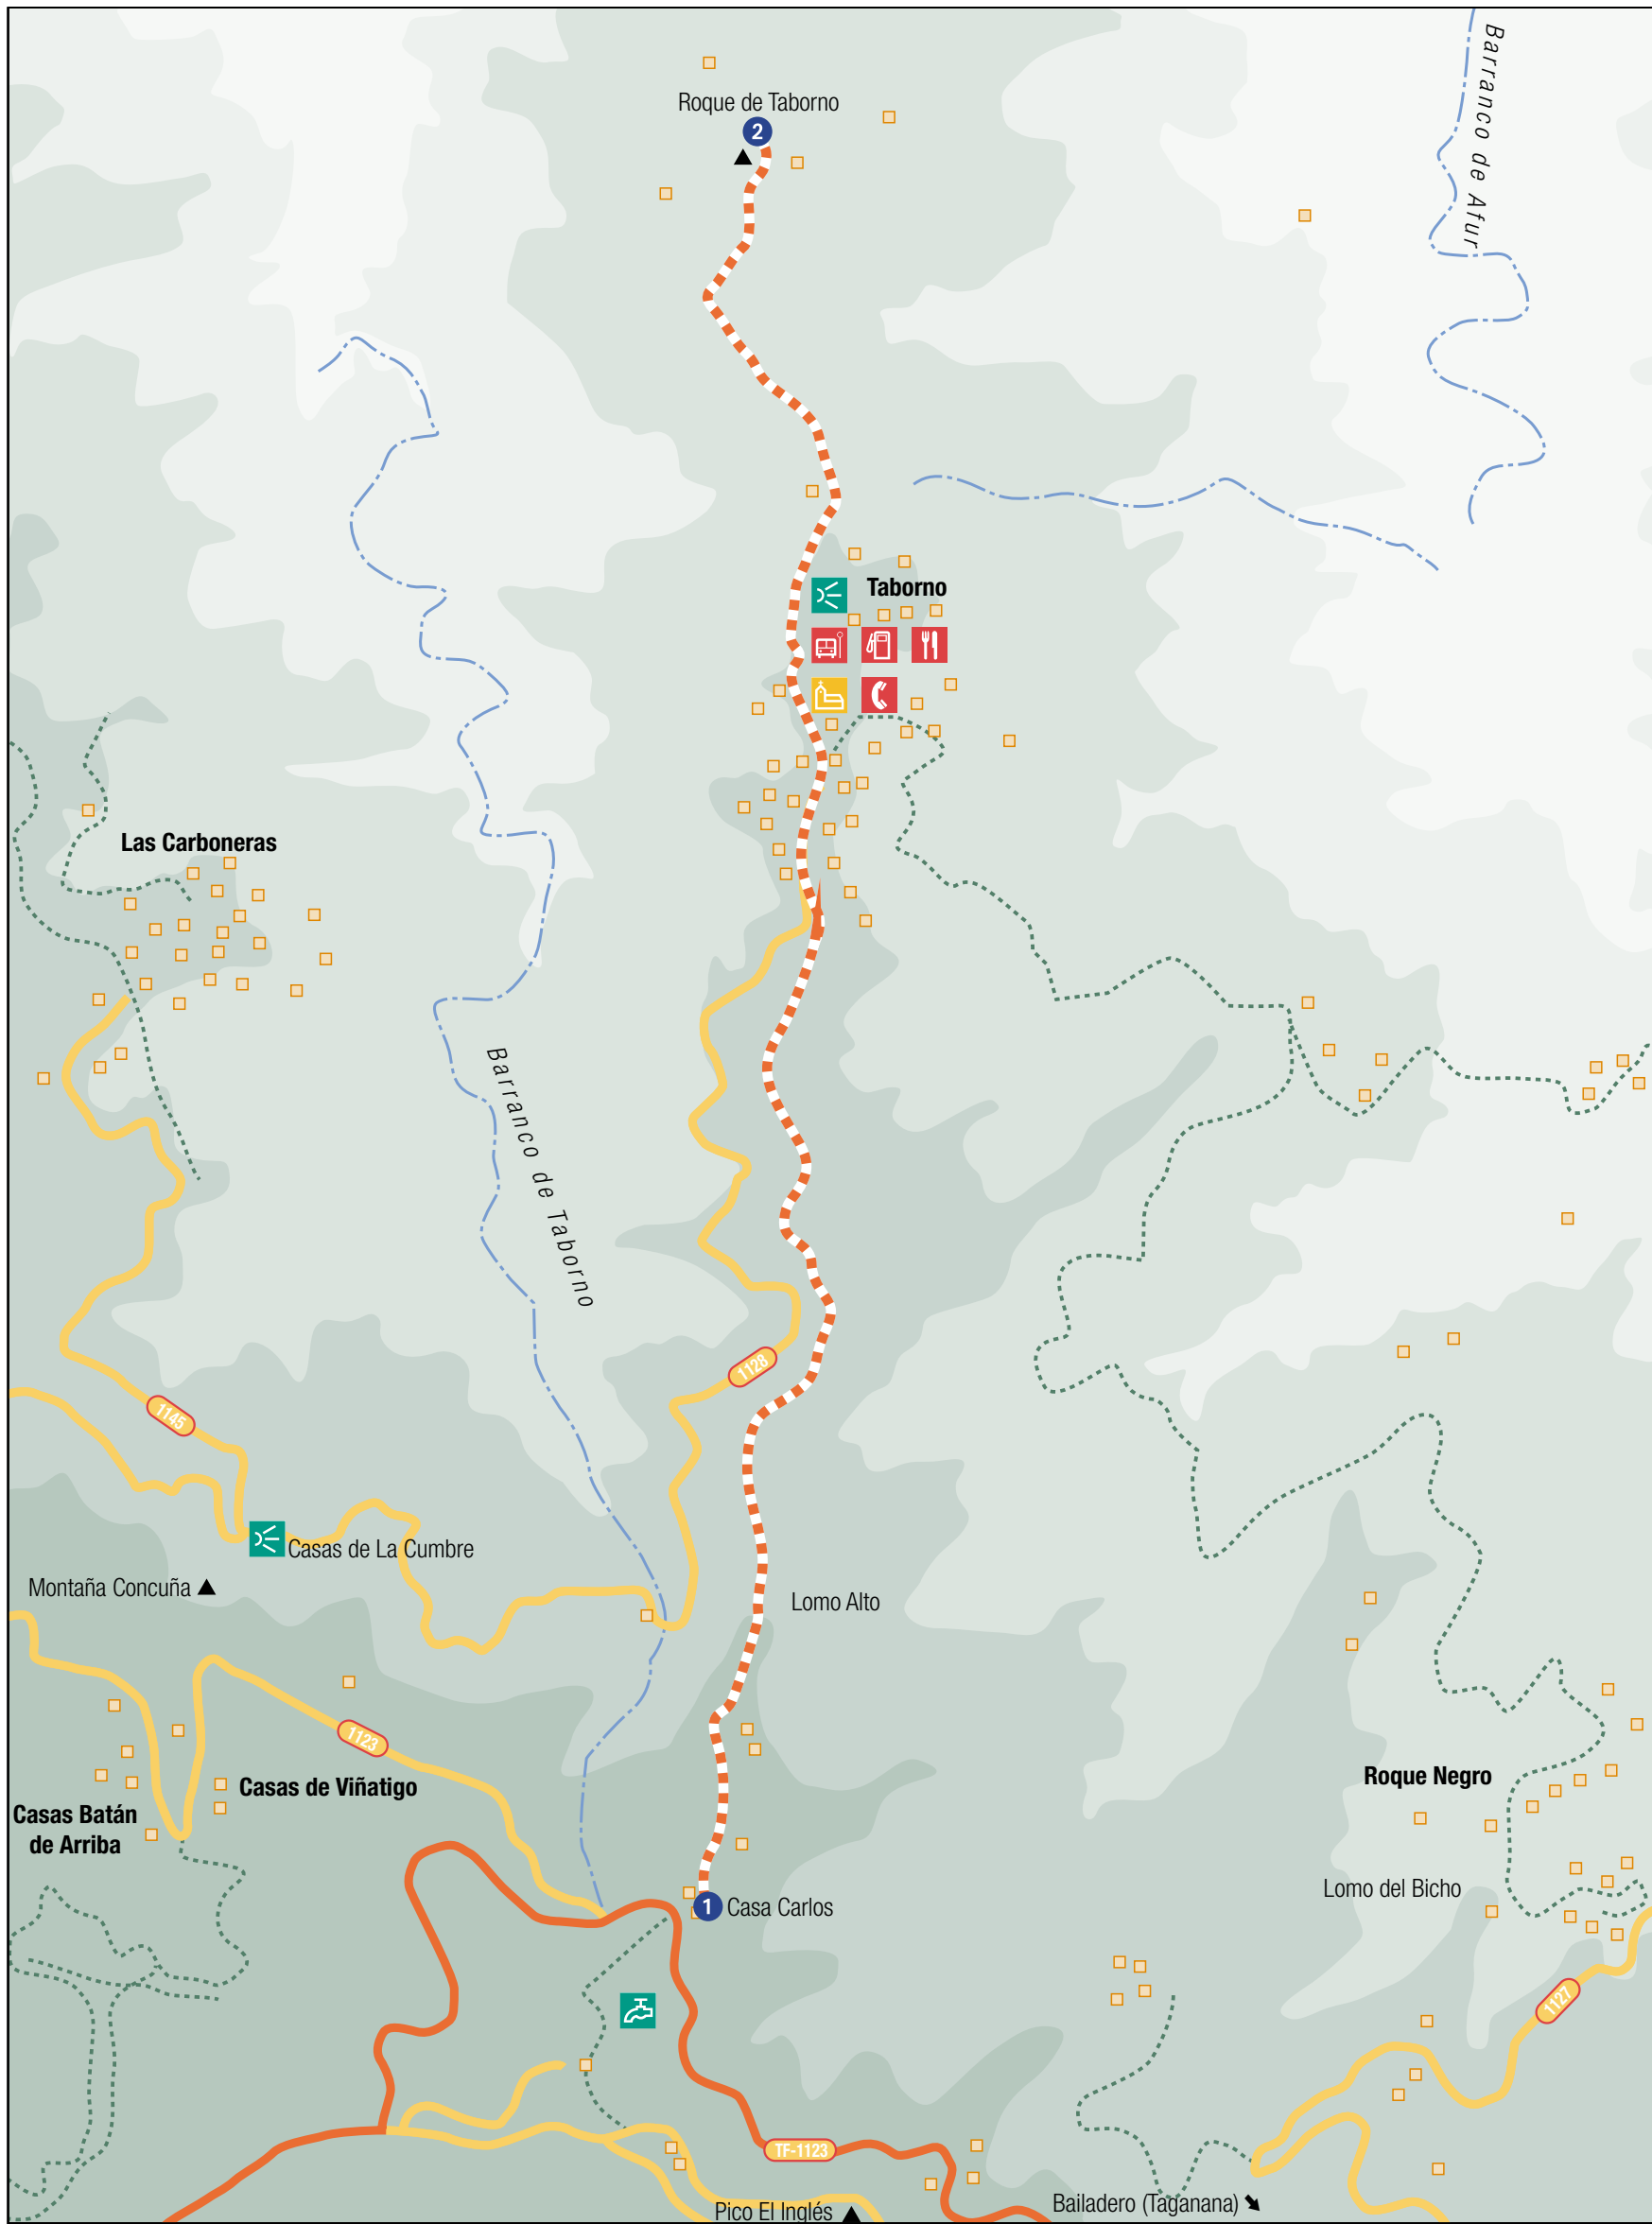 Barranco de Afur
Roque de Taborno
2
Taborno
Las Carboneras
Barranco de Taborno
1128
1145
Casas de La Cumbre
Montaña Concuña
Lomo Alto
1123
Casas de Viñatigo
Roque Negro
Casas Batán
de Arriba
Lomo del Bicho
1
Casa Carlos
1127
TF-1123
Bailadero (Taganana)
Pico El Inglés